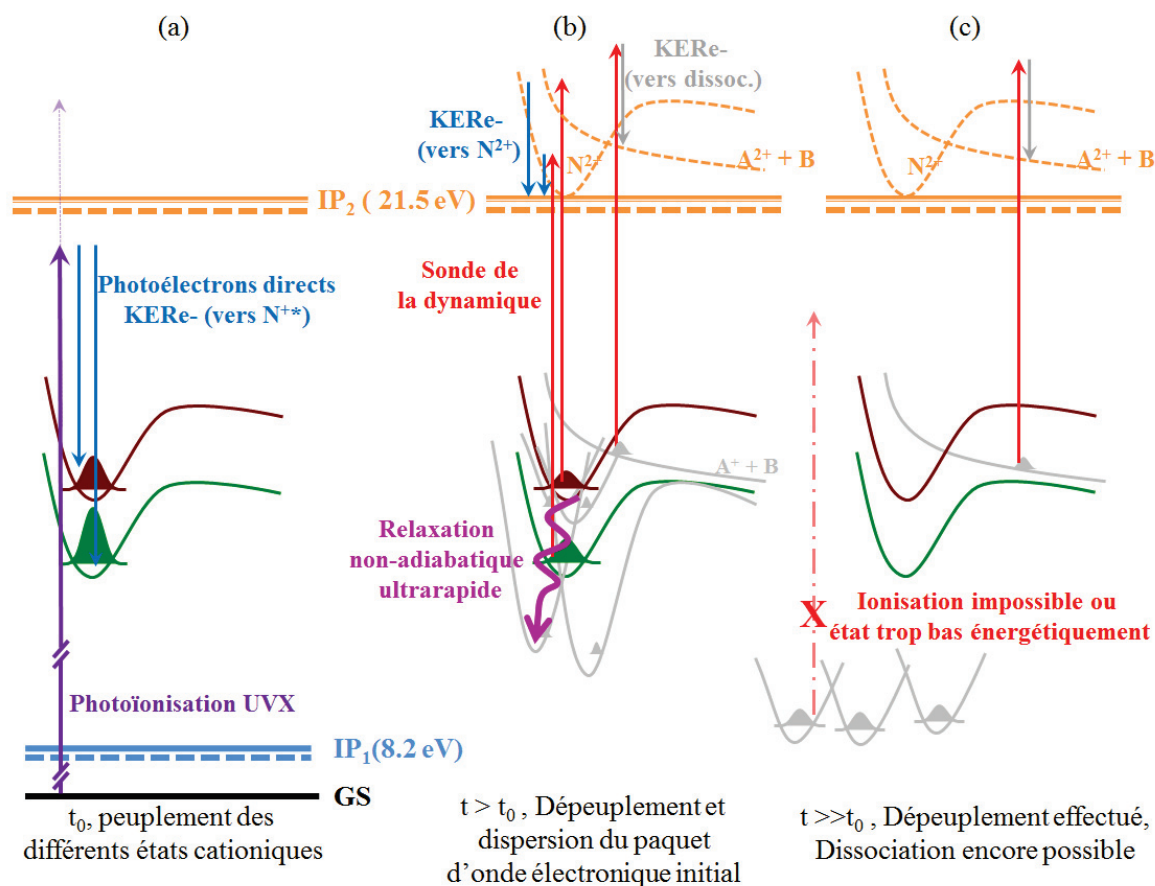 (a)
(b)
(c)
KERe-
(vers dissoc.)
KERe-
(vers N²⁺)
N²⁺
A²⁺ + B
N²⁺
A²⁺ + B
IP₂ ( 21.5 eV)
Photoélectrons directs
KERe- (vers N⁺*)
Sonde de
la dynamique
A⁺ + B
Relaxation
non-adiabatique
ultrarapide
X
Ionisation impossible ou
état trop bas énergétiquement
Photoïonisation UVX
IP₁(8.2 eV)
GS
t₀, peuplement des
différents états cationiques
t > t₀ , Dépeuplement et
dispersion du paquet
d’onde électronique initial
t >>t₀ , Dépeuplement effectué,
Dissociation encore possible